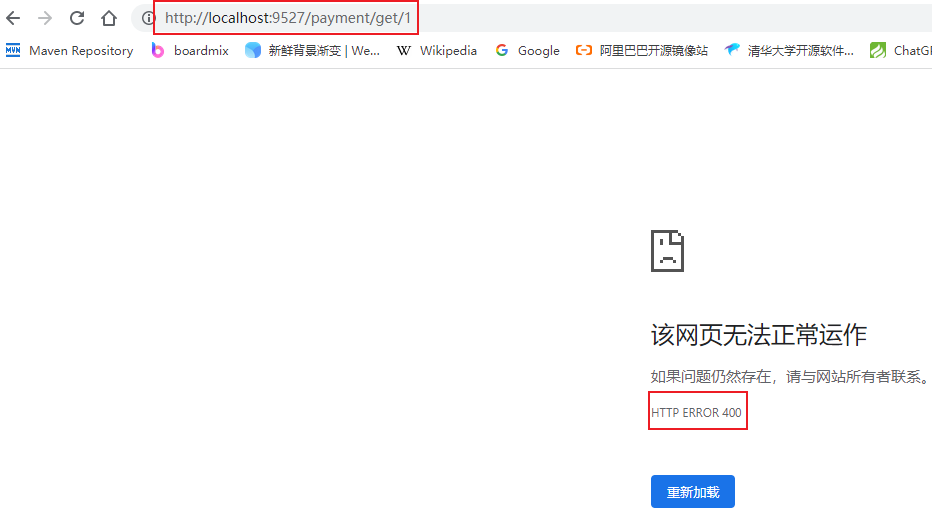 http://localhost:9527/payment/get/1
Maven Repository boardmix 新鲜背景渐变 | We... Wikipedia Google 阿里巴巴开源镜像站 清华大学开源软件... ChatG
该网页无法正常运作
如果问题仍然存在，请与网站所有者联系。
HTTP ERROR 400
重新加载